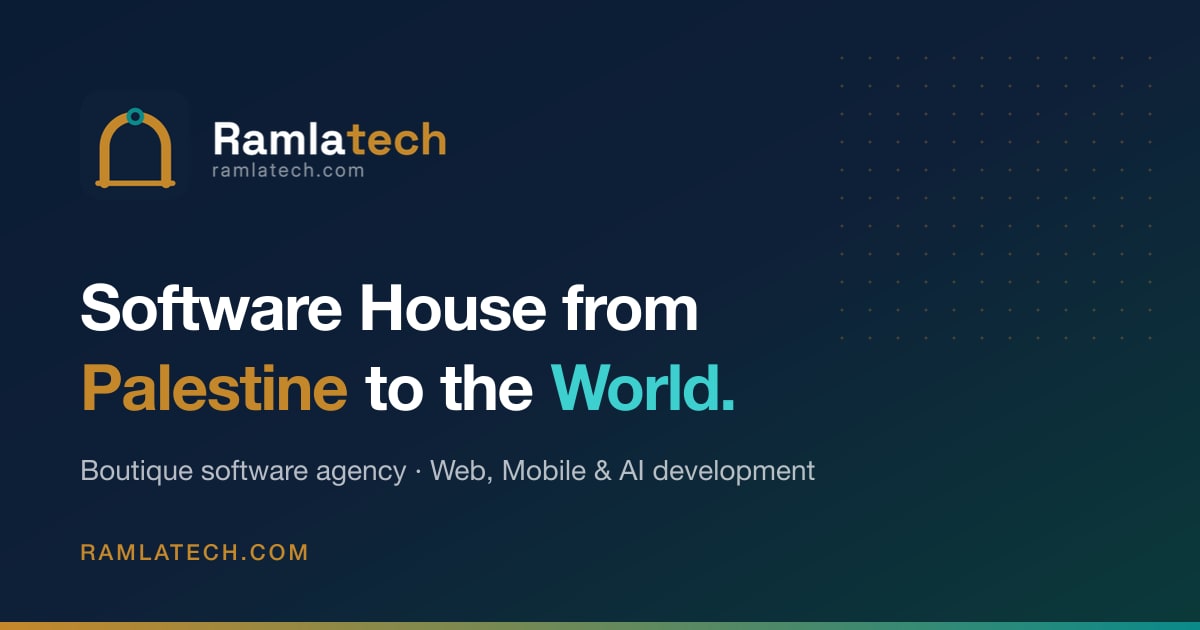 Ramlatech
ramlatech.com
Software House from
Palestine to the World.
Boutique software agency · Web, Mobile & AI development
RAMLATECH.COM